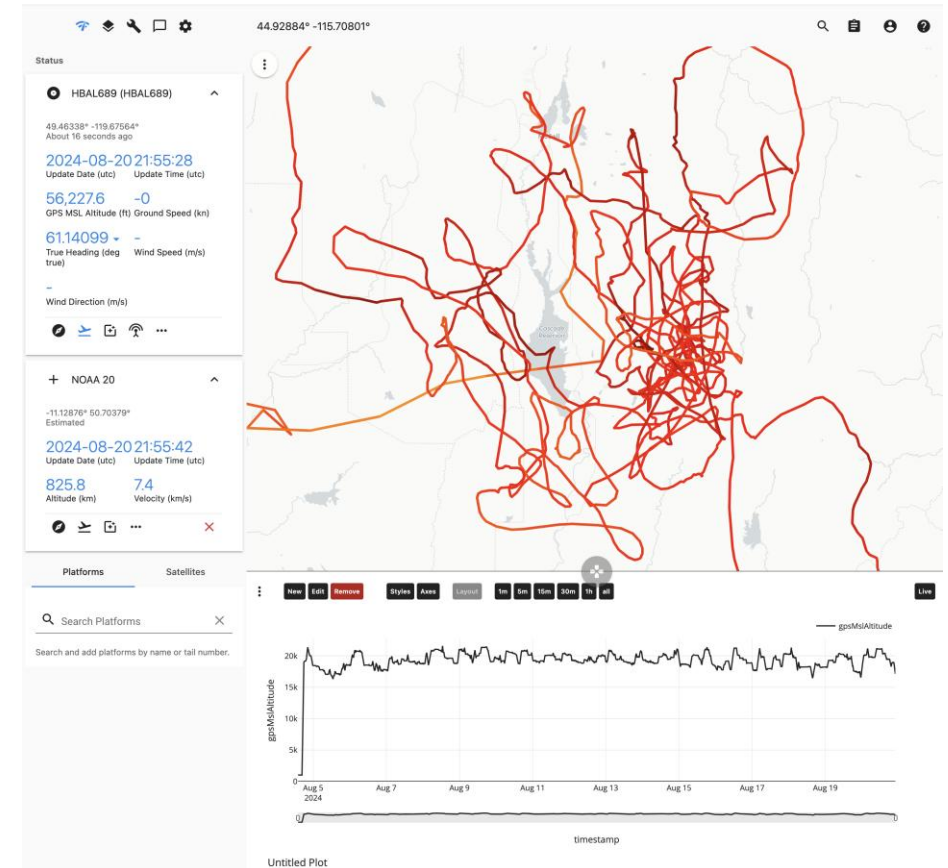 44.92884° -115.70801°
Status
HBAL689 (HBAL689)
49.46338° -119.67564°
About 16 seconds ago
2024-08-20 21:55:28
Update Date (utc) Update Time (utc)
56,227.6 -0
GPS MSL Altitude (ft) Ground Speed (kn)
61.14099 -
True Heading (deg Wind Speed (m/s)
true)
-
Wind Direction (m/s)
NOAA 20
-11.12876° 50.70379°
Estimated
2024-08-20 21:55:42
Update Date (utc) Update Time (utc)
825.8 7.4
Altitude (km) Velocity (km/s)
Platforms Satellites
Search Platforms
Search and add platforms by name or tail number.
Cascade
Reservoir
New Edit Remove Styles Axes Layout 1m 5m 15m 30m 1h all Live
gpsMslAltitude
gpsMslAltitude
20k
15k
10k
5k
0
Aug 5 Aug 7 Aug 9 Aug 11 Aug 13 Aug 15 Aug 17 Aug 19
2024
timestamp
Untitled Plot